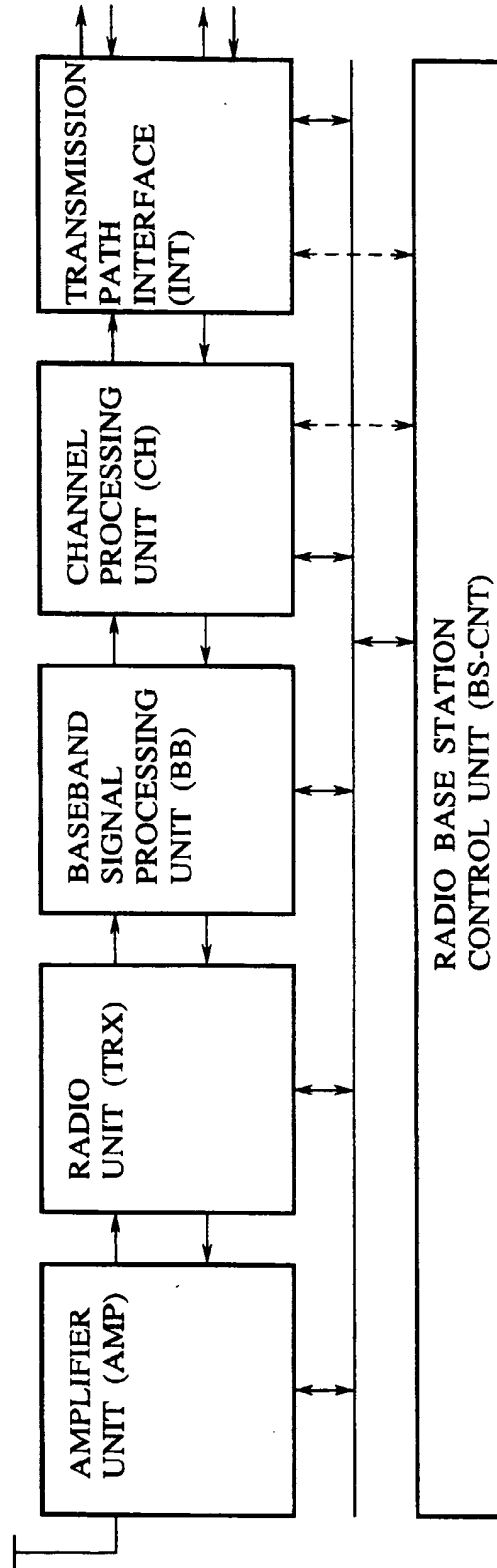 AMPLIFIER
UNIT (AMP)
RADIO
UNIT (TRX)
BASEBAND
SIGNAL
PROCESSING
UNIT (BB)
CHANNEL
PROCESSING
UNIT (CH)
TRANSMISSION
PATH
INTERFACE
(INT)
RADIO BASE STATION
CONTROL UNIT (BS-CNT)